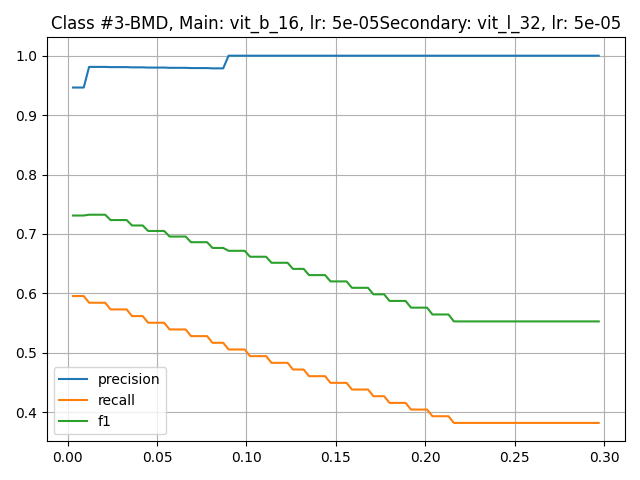 Class #3-BMD, Main: vit_b_16, lr: 5e-05Secondary: vit_l_32, lr: 5e-05
1.0
0.9
0.8
0.7
0.6
0.5
0.4
precision
recall
f1
0.00 0.05 0.10 0.15 0.20 0.25 0.30